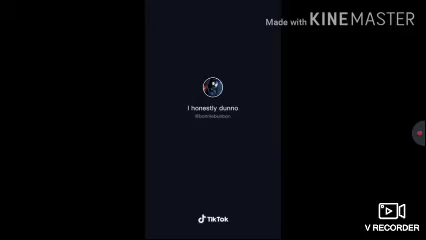 Made with KINEMASTER
I honestly dunno
TikTok
V RECORDER